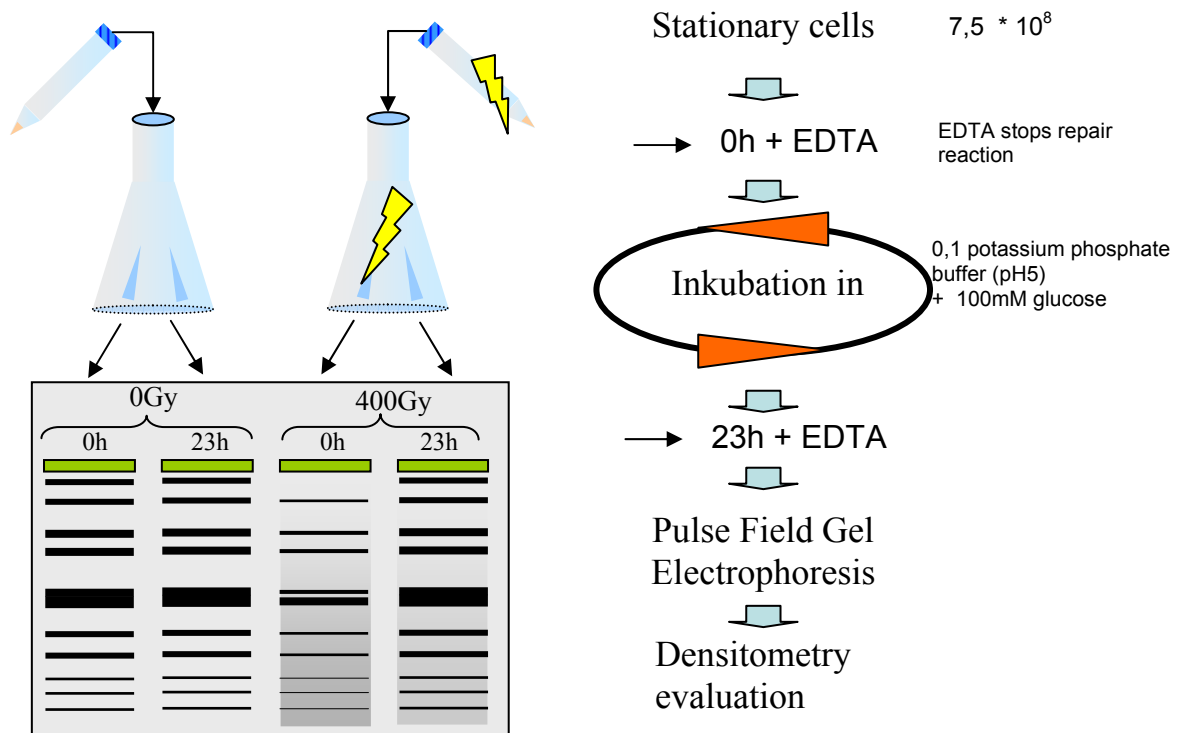 Stationary cells
7,5 * 10⁸
0h + EDTA
EDTA stops repair
reaction
Inkubation in
0,1 potassium phosphate
buffer (pH5)
+ 100mM glucose
23h + EDTA
Pulse Field Gel
Electrophoresis
Densitometry
evaluation
0Gy
400Gy
0h
23h
0h
23h